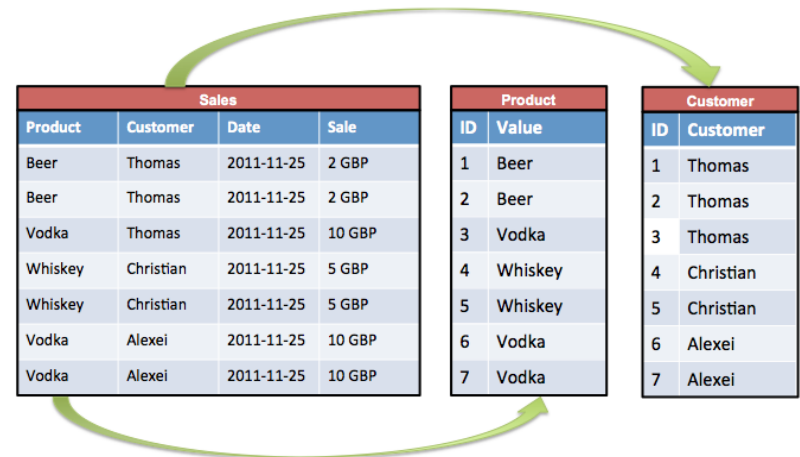 Sales
Product Customer Date Sale
Beer Thomas 2011-11-25 2 GBP
Beer Thomas 2011-11-25 2 GBP
Vodka Thomas 2011-11-25 10 GBP
Whiskey Christian 2011-11-25 5 GBP
Whiskey Christian 2011-11-25 5 GBP
Vodka Alexei 2011-11-25 10 GBP
Vodka Alexei 2011-11-25 10 GBP
Product
ID Value
1 Beer
2 Beer
3 Vodka
4 Whiskey
5 Whiskey
6 Vodka
7 Vodka
Customer
ID Customer
1 Thomas
2 Thomas
3 Thomas
4 Christian
5 Christian
6 Alexei
7 Alexei